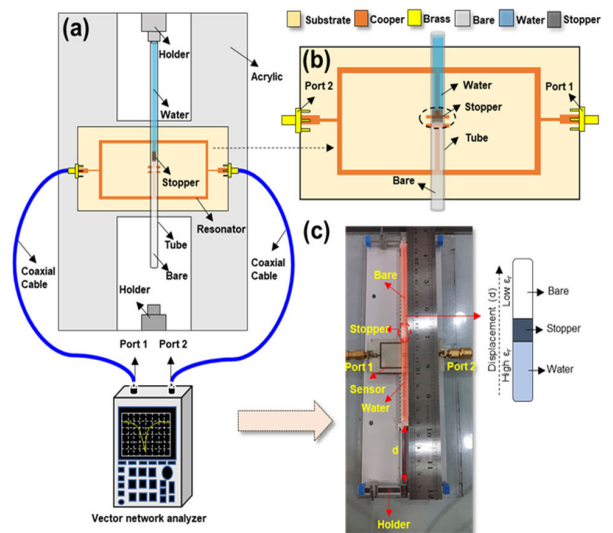 Substrate
Cooper
Brass
Bare
Water
Stopper
(a)
Holder
Acrylic
Water
Stopper
Resonator
Tube
Bare
Holder
Coaxial
Cable
Coaxial
Cable
Port 1
Port 2
Vector network analyzer
(b)
Port 2
Port 1
Water
Stopper
Tube
Bare
(c)
Bare
Stopper
Port 1
Port 2
Sensor
Water
d
Holder
Displacement (d)
High εr
Low εr
Bare
Stopper
Water